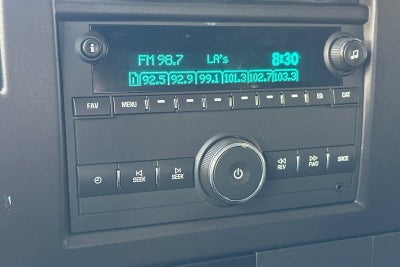 FM 98.7 LA's 8:30
1 92.5 92.9 99.1 101.3 102.7 103.3
FAV MENU CAT
SEEK SEEK REV FWD SRCE